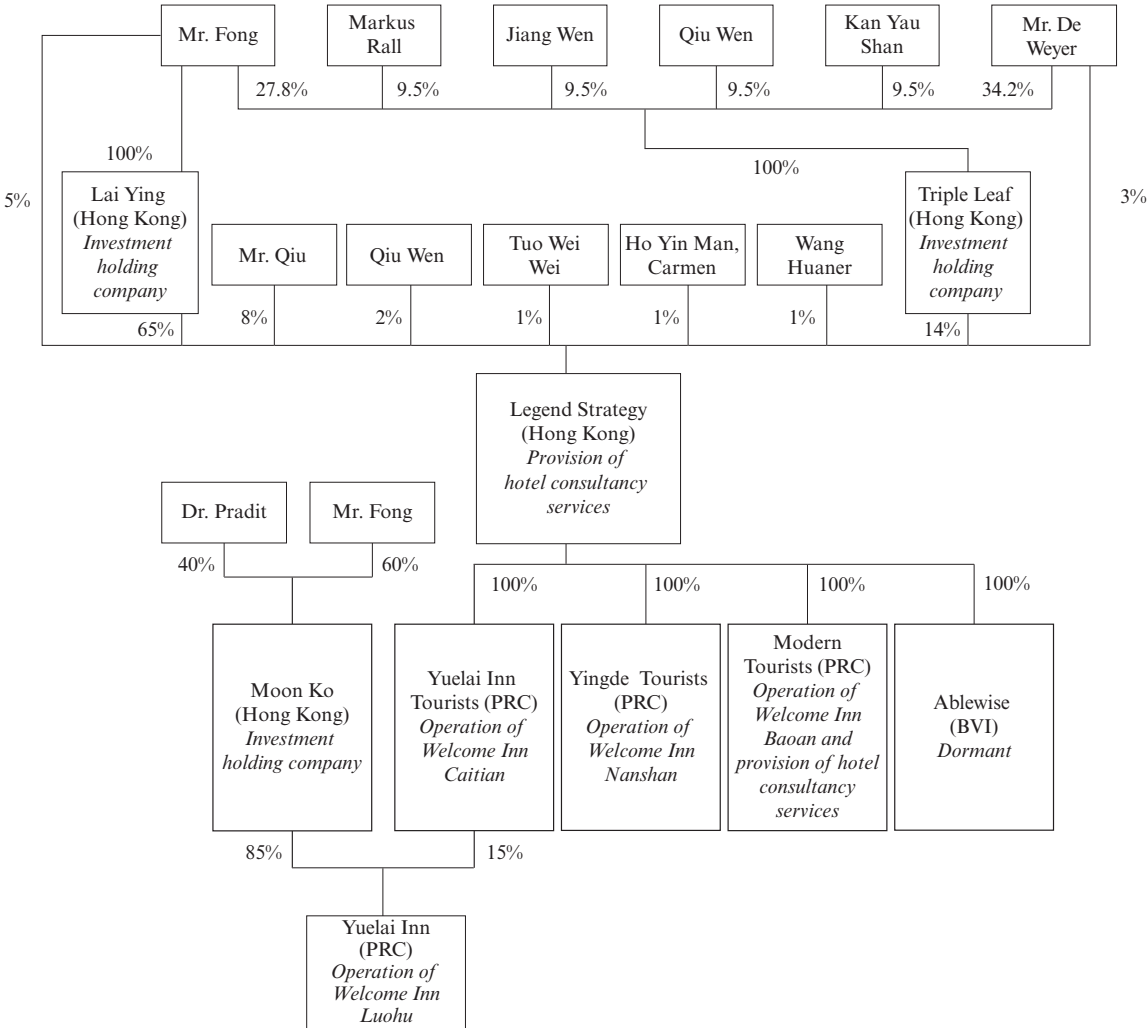 Mr. Fong
Markus
Rall
Jiang Wen
Qiu Wen
Kan Yau
Shan
Mr. De
Weyer
27.8%
9.5%
9.5%
9.5%
9.5%
34.2%
100%
100%
5%
3%
Lai Ying
(Hong Kong)
Investment
holding
company
Mr. Qiu
Qiu Wen
Tuo Wei
Wei
Ho Yin Man,
Carmen
Wang
Huaner
Triple Leaf
(Hong Kong)
Investment
holding
company
65%
8%
2%
1%
1%
1%
14%
Legend Strategy
(Hong Kong)
Provision of
hotel consultancy
services
Dr. Pradit
Mr. Fong
40%
60%
100%
100%
100%
100%
Moon Ko
(Hong Kong)
Investment
holding company
Yuelai Inn
Tourists (PRC)
Operation of
Welcome Inn
Caitian
Yingde Tourists
(PRC)
Operation of
Welcome Inn
Nanshan
Modern
Tourists (PRC)
Operation of
Welcome Inn
Baoan and
provision of hotel
consultancy
services
Ablewise
(BVI)
Dormant
85%
15%
Yuelai Inn
(PRC)
Operation of
Welcome Inn
Luohu